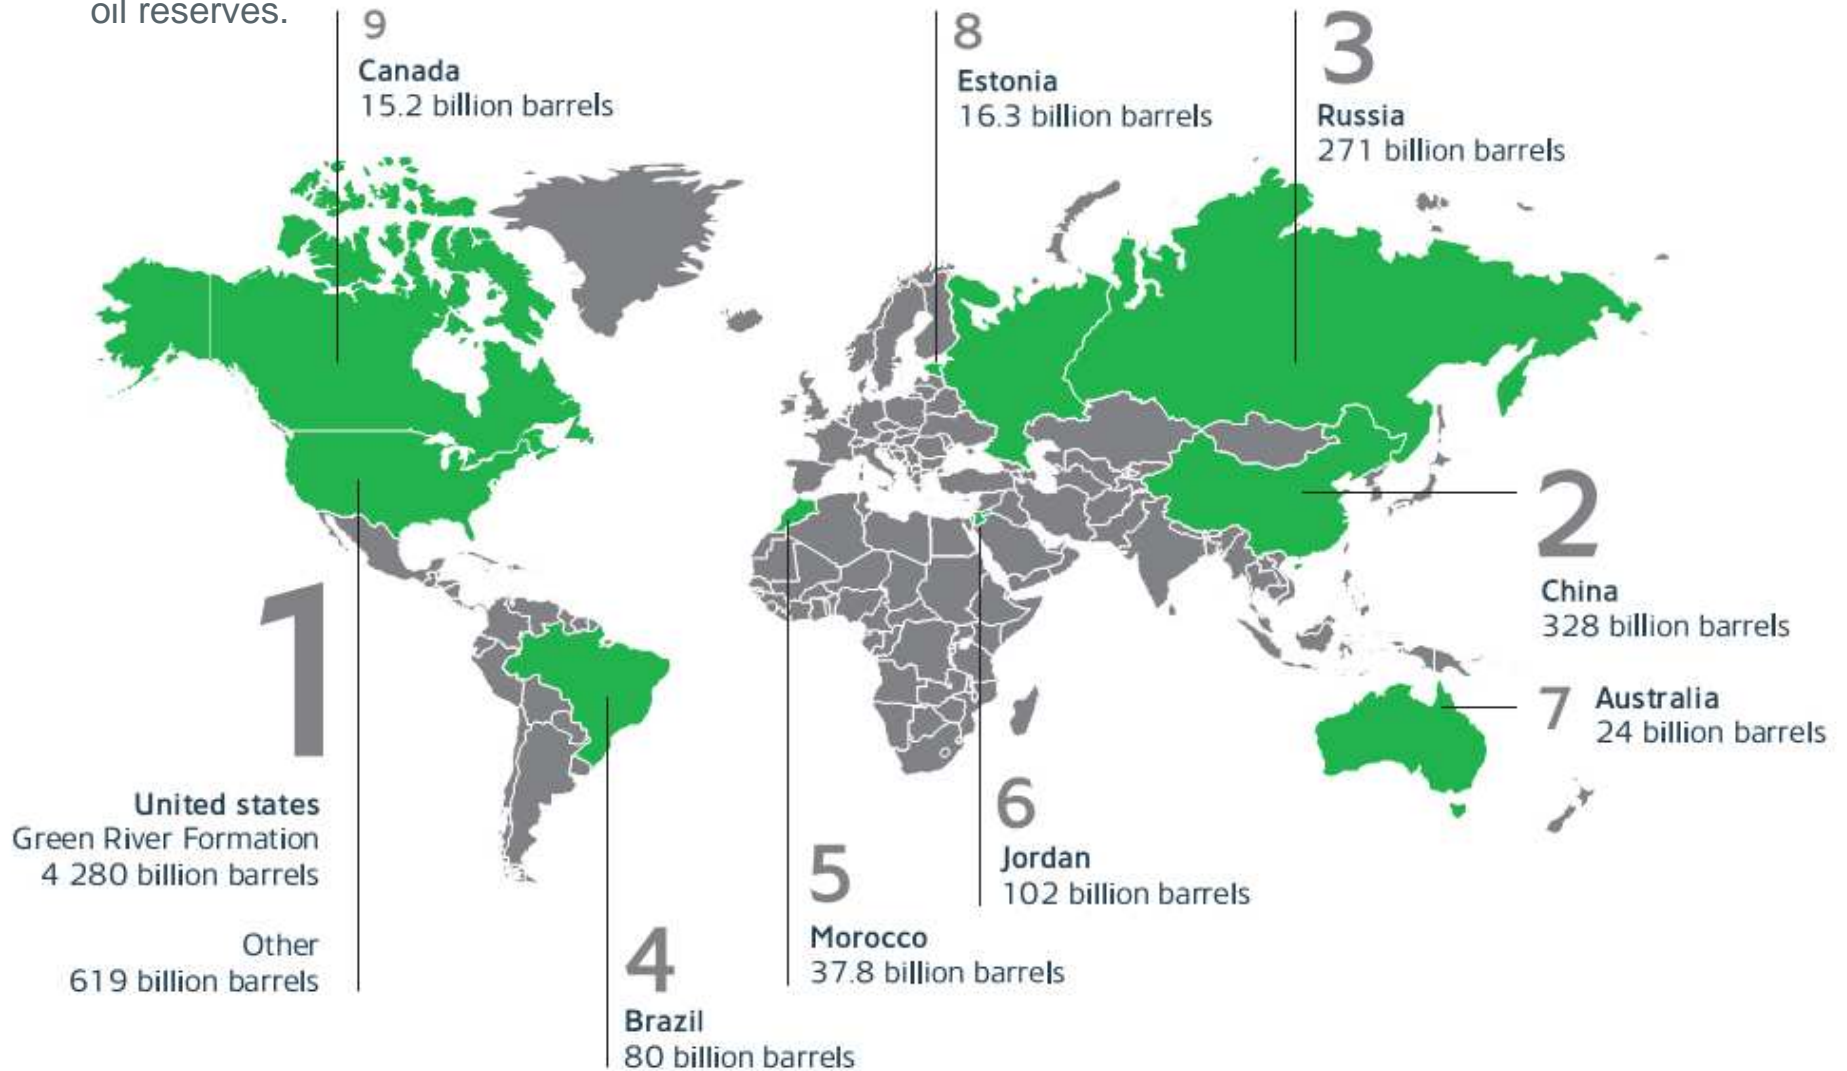 oil reserves.
9
Canada
15.2 billion barrels
8
Estonia
16.3 billion barrels
3
Russia
271 billion barrels
2
China
328 billion barrels
7
Australia
24 billion barrels
1
United states
Green River Formation
4 280 billion barrels
Other
619 billion barrels
4
Brazil
80 billion barrels
5
Morocco
37.8 billion barrels
6
Jordan
102 billion barrels